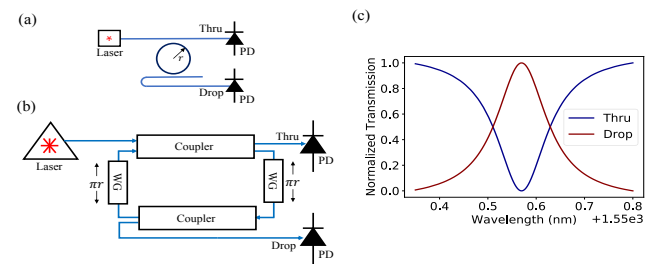 (a)
Laser
r
Thru
PD
Drop
PD
(b)
Laser
Coupler
Thru
PD
WG
πr
WG
πr
Coupler
Drop
PD
(c)
Normalized Transmission
1.0
0.8
0.6
0.4
0.2
0.0
Thru
Drop
0.4 0.5 0.6 0.7 0.8
Wavelength (nm) +1.55e3